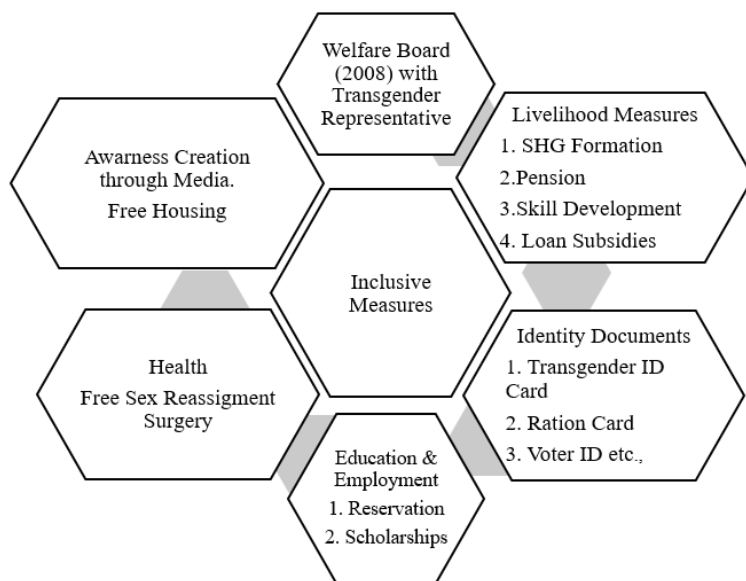 Welfare Board
(2008) with
Transgender
Representative
Livelihood Measures
1. SHG Formation
2.Pension
3.Skill Development
4. Loan Subsidies
Identity Documents
1. Transgender ID
Card
2. Ration Card
3. Voter ID etc.,
Education &
Employment
1. Reservation
2. Scholarships
Health
Free Sex Reassigment
Surgery
Awarness Creation
through Media.
Free Housing
Inclusive
Measures